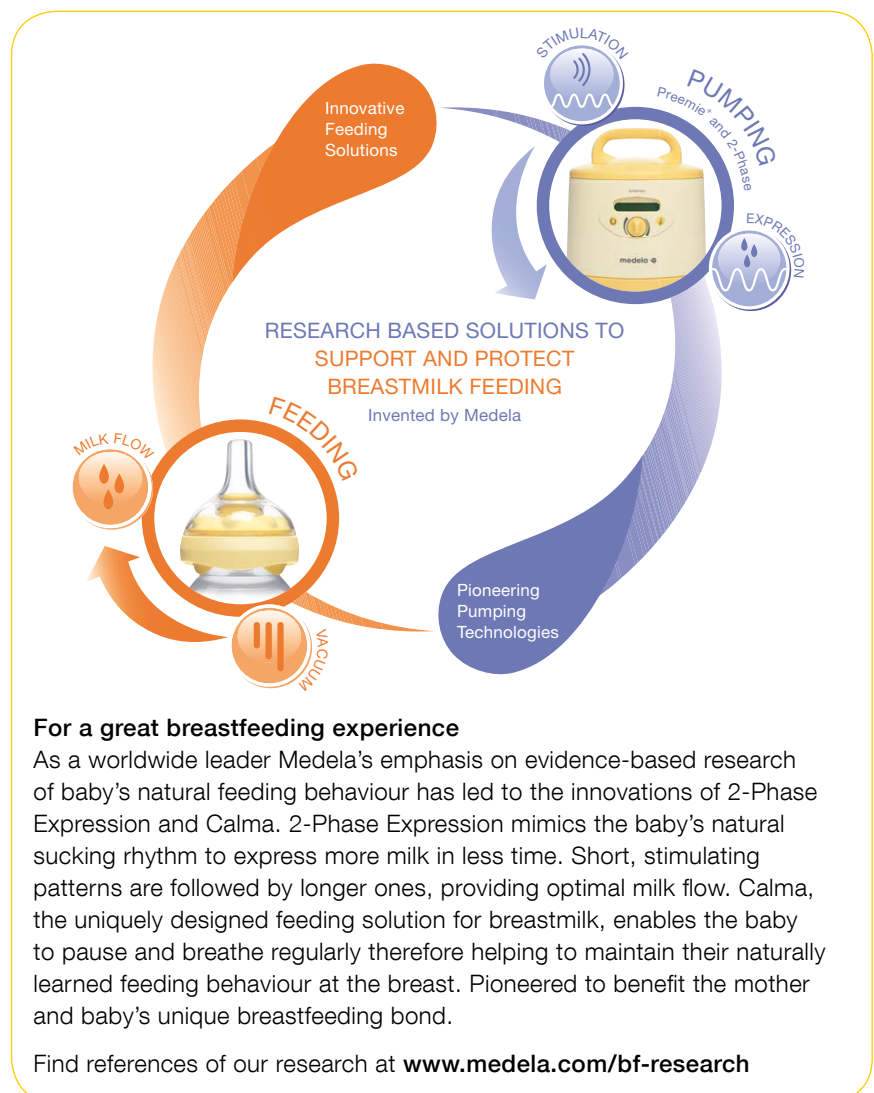 STIMULATION
PUMPING
Preemie+ and 2-Phase
Innovative
Feeding
Solutions
medela
EXPRESSION
RESEARCH BASED SOLUTIONS TO
SUPPORT AND PROTECT
BREASTMILK FEEDING
Invented by Medela
FEEDING
MILK FLOW
Pioneering
Pumping
Technologies
VACUUM
For a great breastfeeding experience
As a worldwide leader Medela’s emphasis on evidence-based research
of baby’s natural feeding behaviour has led to the innovations of 2-Phase
Expression and Calma. 2-Phase Expression mimics the baby’s natural
sucking rhythm to express more milk in less time. Short, stimulating
patterns are followed by longer ones, providing optimal milk flow. Calma,
the uniquely designed feeding solution for breastmilk, enables the baby
to pause and breathe regularly therefore helping to maintain their naturally
learned feeding behaviour at the breast. Pioneered to benefit the mother
and baby’s unique breastfeeding bond.
Find references of our research at www.medela.com/bf-research